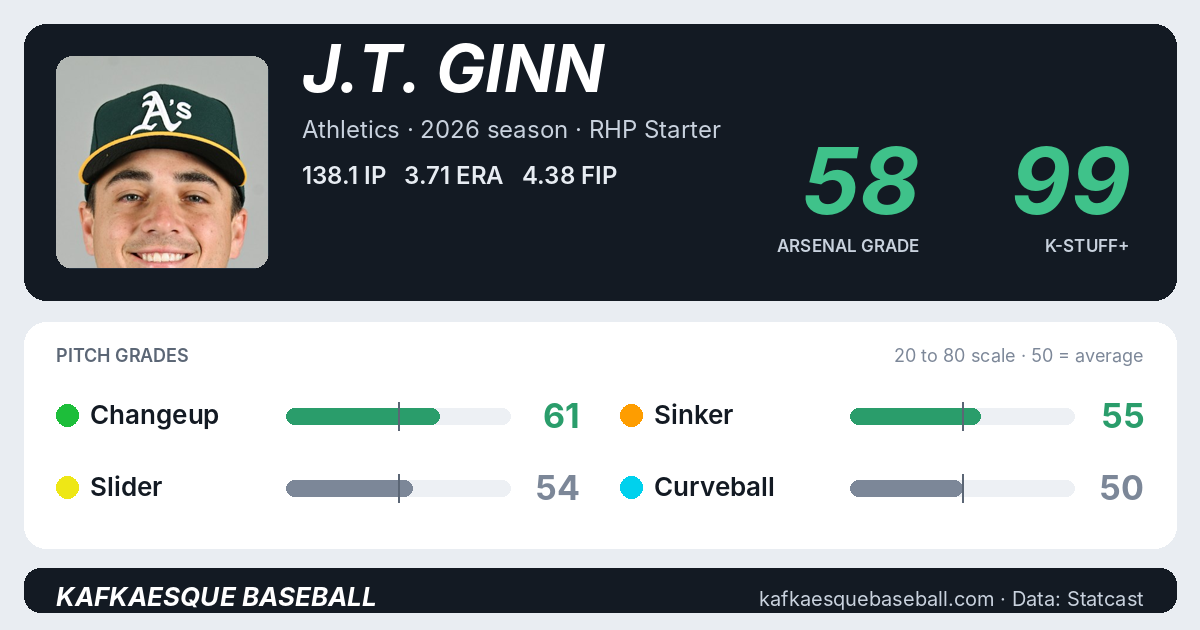 A's
J.T. GINN
Athletics · 2026 season · RHP Starter
138.1 IP 3.71 ERA 4.38 FIP
58 99
ARSENAL GRADE K-STUFF+
PITCH GRADES 20 to 80 scale · 50 = average
Changeup 61 Sinker 55
Slider 54 Curveball 50
KAFKAESQUE BASEBALL kafkaesquebaseball.com · Data: Statcast